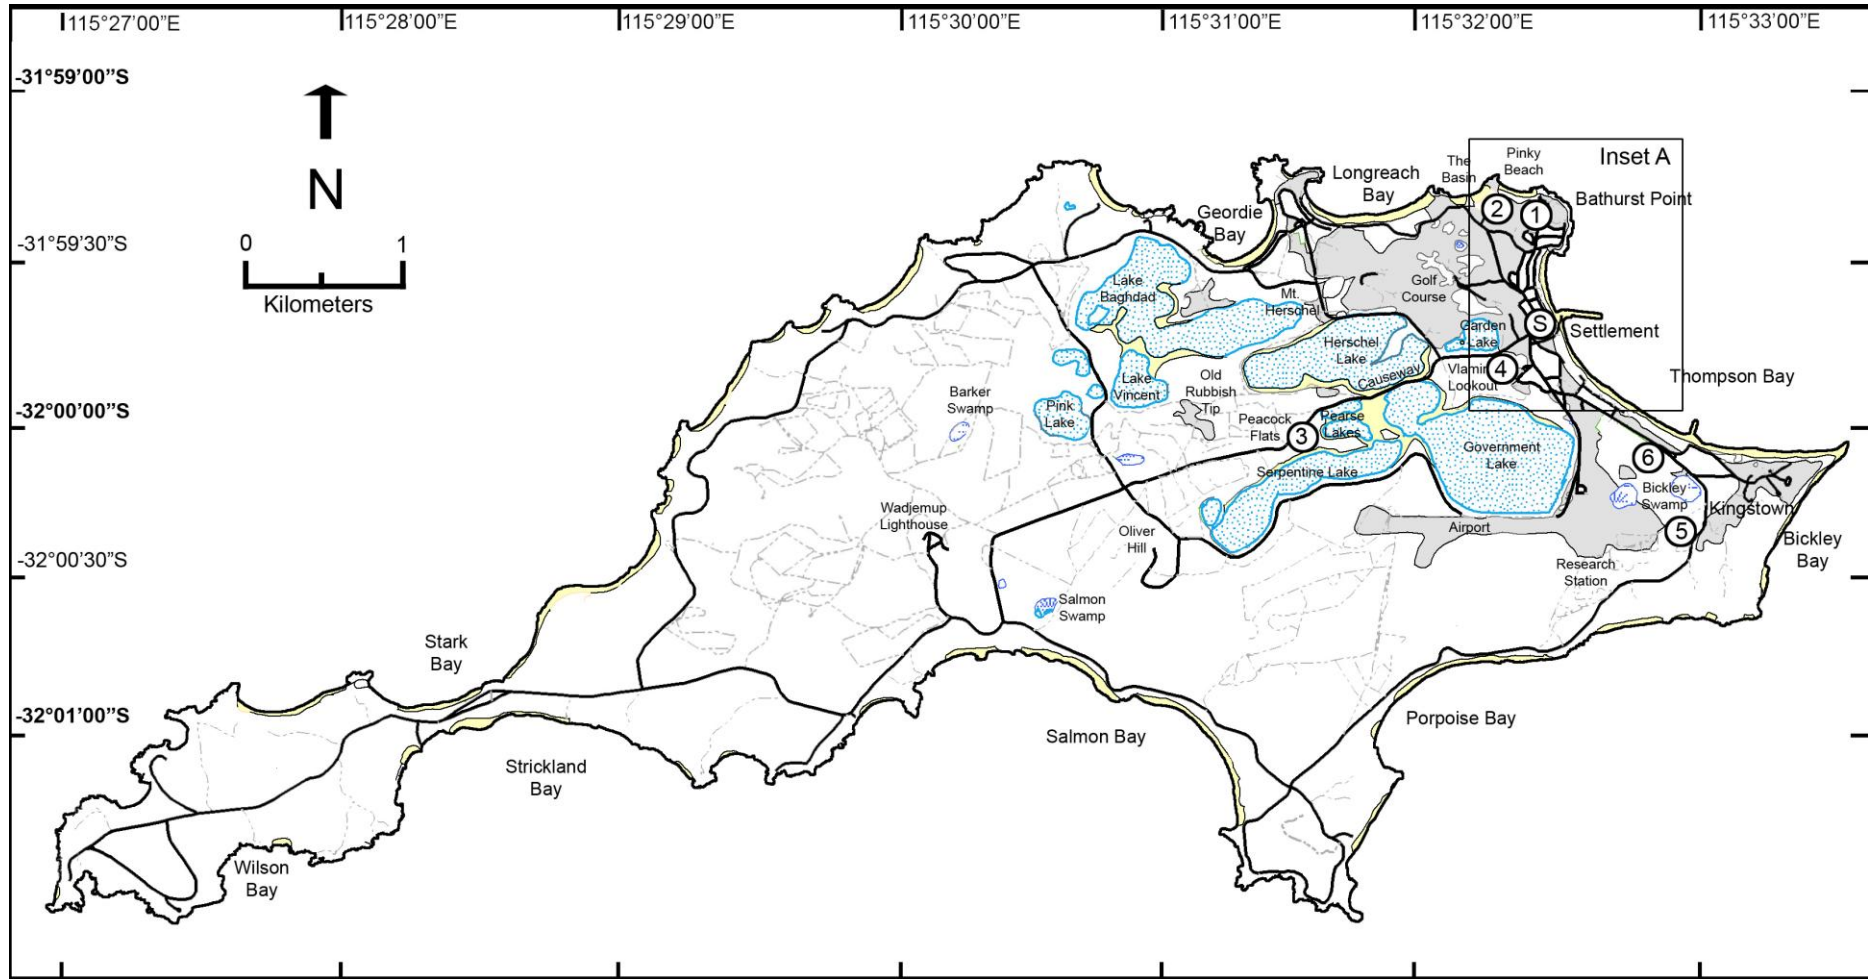 115°27'00"E
115°28'00"E
115°29'00"E
115°30'00"E
115°31'00"E
115°32'00"E
115°33'00"E
-31°59'00"S
N
0
1
Kilometers
-31°59'30"S
-32°00'00"S
-32°00'30"S
-32°01'00"S
Inset A
Pinky
Beach
The
Basin
Longreach
Bay
Bathurst Point
2
1
Geordie
Bay
Lake
Baghdad
Mt.
Herschel
Golf
Course
S
Settlement
Garden
Lake
Herschel
Lake
Causeway
4
Vlamin
Lookout
Thompson Bay
Lake
Vincent
Old
Rubbish
Tip
Barker
Swamp
Pink
Lake
Peacock
Flats
3
Pearse
Lakes
Government
Lake
6
Serpentine Lake
Bickley
Swamp
Kingstown
5
Bickley
Bay
Wadjemup
Lighthouse
Oliver
Hill
Airport
Research
Station
Salmon
Swamp
Stark
Bay
Porpoise Bay
Salmon Bay
Strickland
Bay
Wilson
Bay